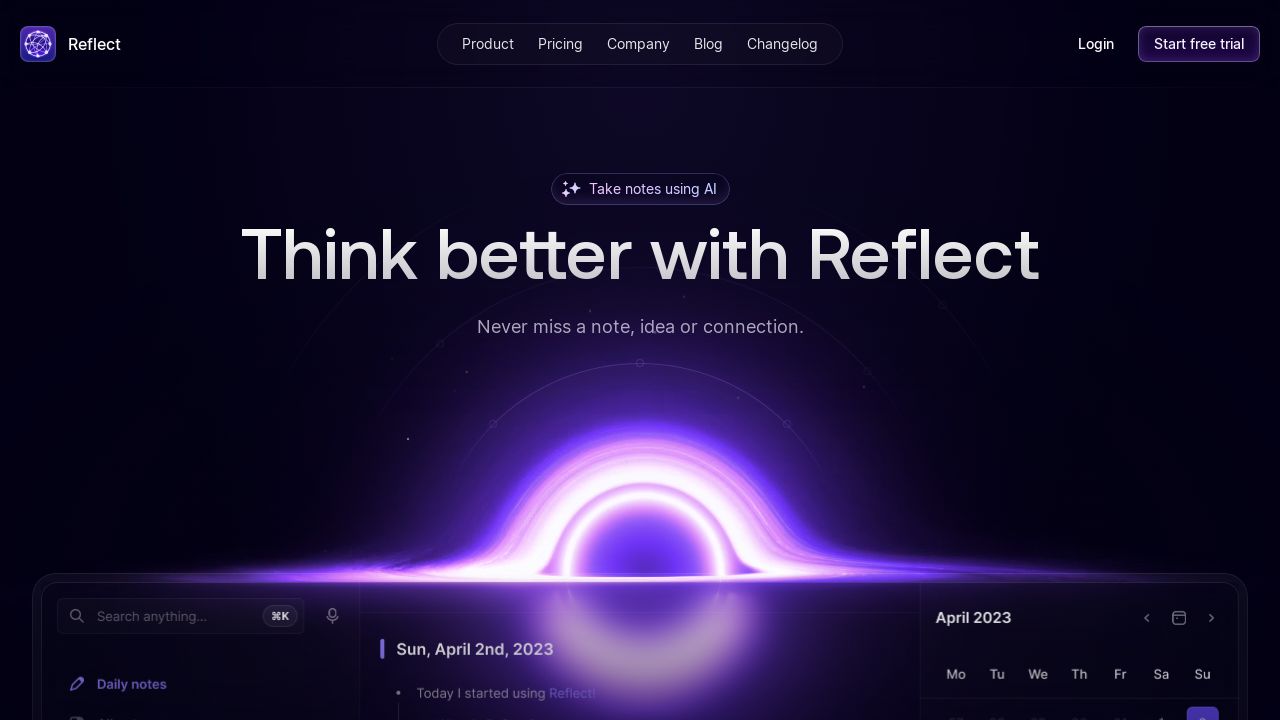 Reflect
Product Pricing Company Blog Changelog
Login
Start free trial
Take notes using AI
Think better with Reflect
Never miss a note, idea or connection.
Search anything...
⌘K
Daily notes
Sun, April 2nd, 2023
• Today I started using Reflect!
April 2023
Mo Tu We Th Fr Sa Su